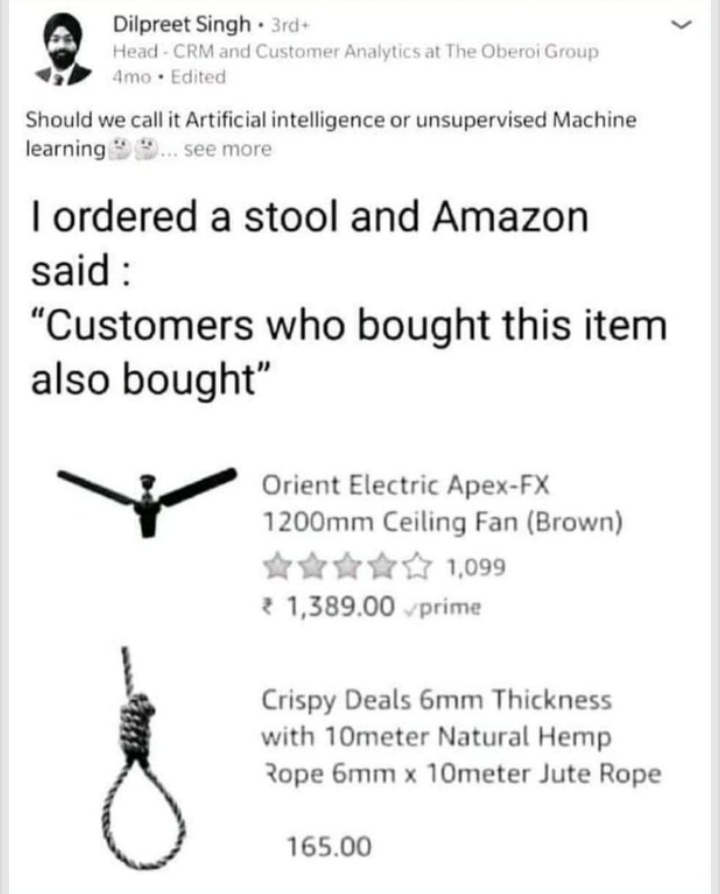 Dilpreet Singh • 3rd+
Head - CRM and Customer Analytics at The Oberoi Group
4mo • Edited
Should we call it Artificial intelligence or unsupervised Machine
learning🤔🤔... see more
I ordered a stool and Amazon
said :
“Customers who bought this item
also bought”
Orient Electric Apex-FX
1200mm Ceiling Fan (Brown)
1,099
₹ 1,389.00 ✓prime
Crispy Deals 6mm Thickness
with 10meter Natural Hemp
Rope 6mm x 10meter Jute Rope
165.00